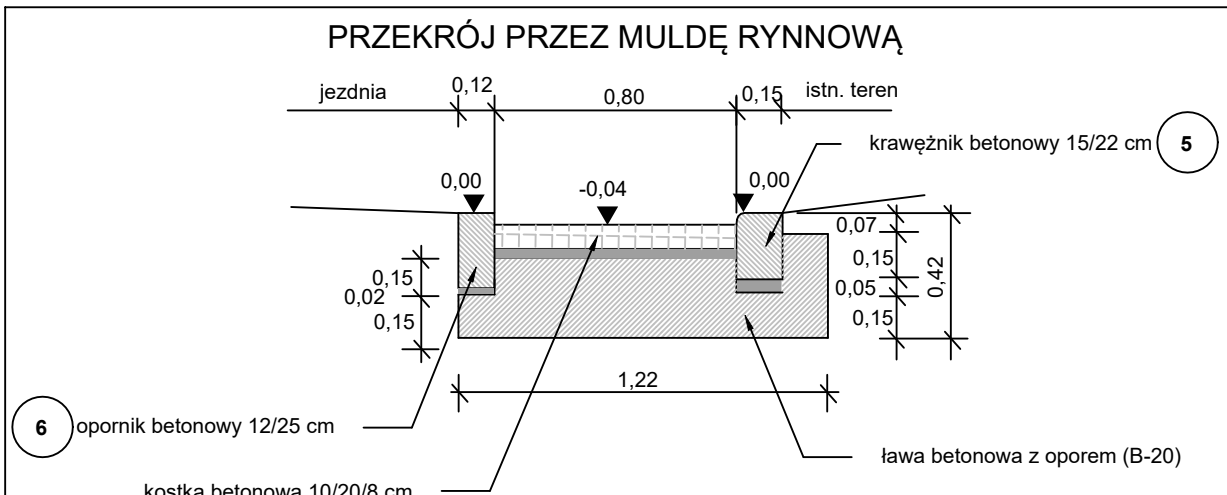 PRZEKRÓJ PRZEZ MULDĘ RYNNOWĄ
jezdnia
0,12
0,80
0,15
istn. teren
krawężnik betonowy 15/22 cm
5
0,00
-0,04
0,00
0,07
0,15
0,05
0,15
0,42
0,15
0,02
0,15
1,22
6
opornik betonowy 12/25 cm
ława betonowa z oporem (B-20)
kostka betonowa 10/20/8 cm